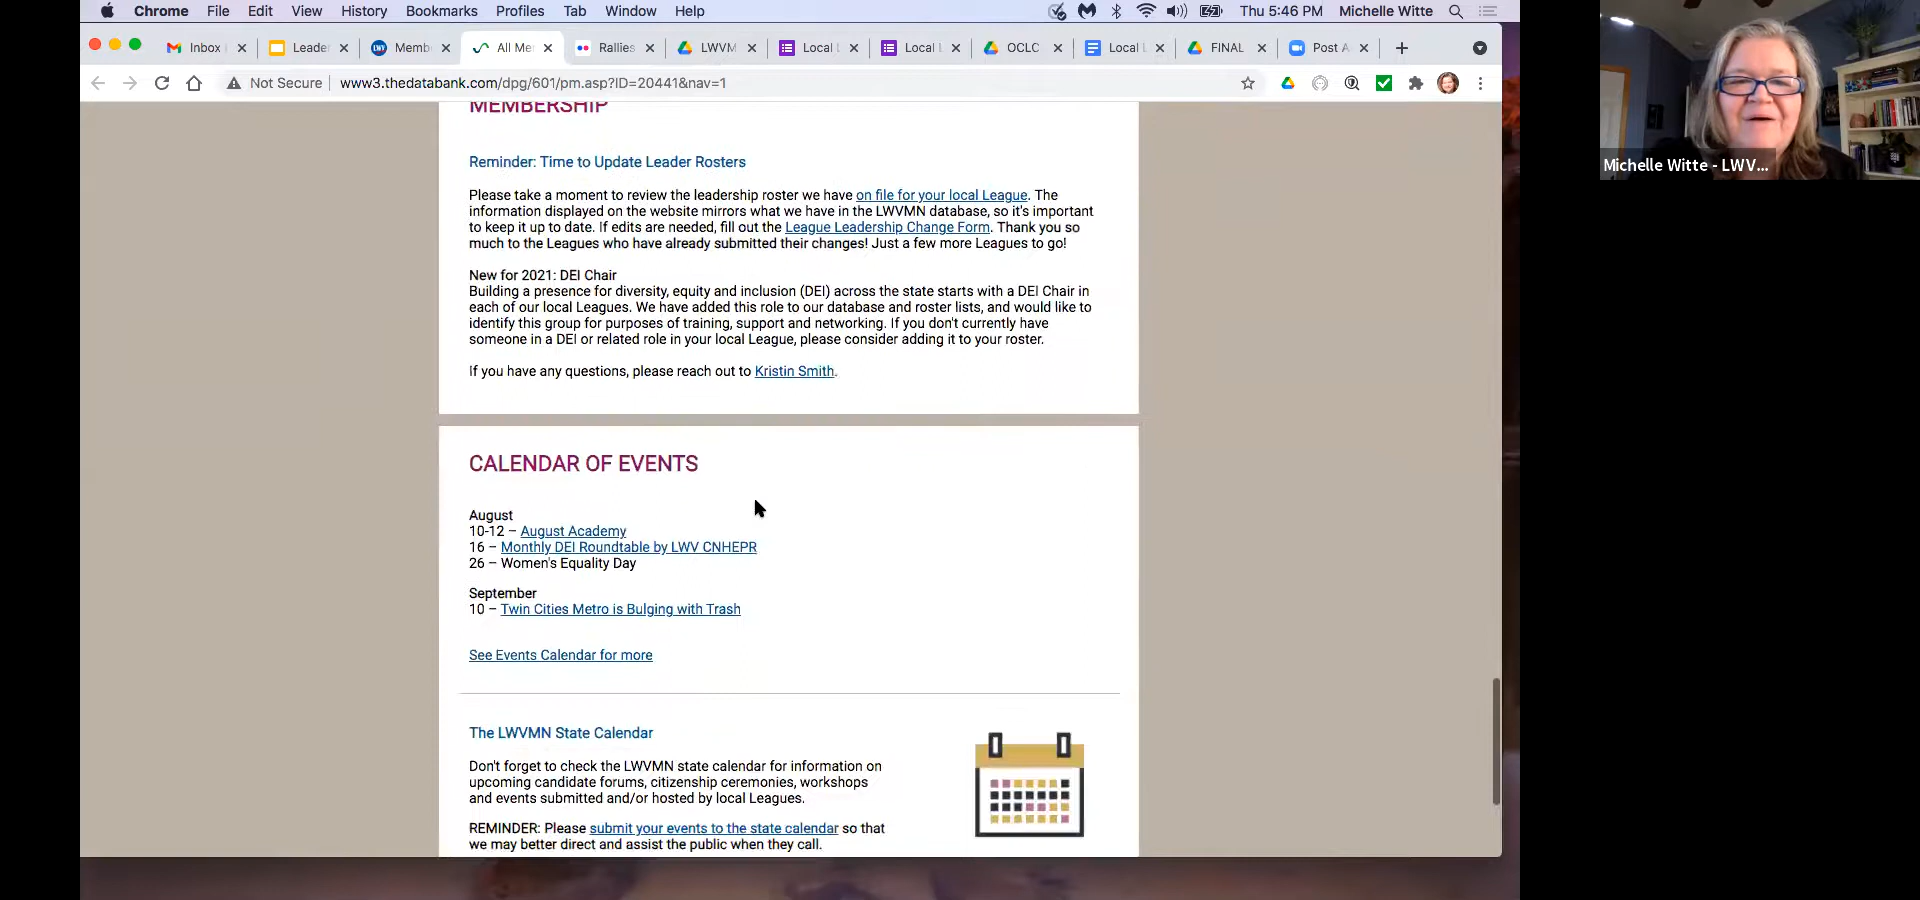 Chrome File Edit View History Bookmarks Profiles Tab Window Help Thu 5:46 PM Michelle Witte
Inbox Leade Memb All Me Rallies LWVM Local Local OCLC Local FINAL Post A
Not Secure www3.thedatabank.com/dpg/601/pm.asp?ID=20441&nav=1
Michelle Witte - LWV...
MEMBERSHIP
Reminder: Time to Update Leader Rosters
Please take a moment to review the leadership roster we have on file for your local League. The
information displayed on the website mirrors what we have in the LWVMN database, so it's important
to keep it up to date. If edits are needed, fill out the League Leadership Change Form. Thank you so
much to the Leagues who have already submitted their changes! Just a few more Leagues to go!
New for 2021: DEI Chair
Building a presence for diversity, equity and inclusion (DEI) across the state starts with a DEI Chair in
each of our local Leagues. We have added this role to our database and roster lists, and would like to
identify this group for purposes of training, support and networking. If you don't currently have
someone in a DEI or related role in your local League, please consider adding it to your roster.
If you have any questions, please reach out to Kristin Smith.
CALENDAR OF EVENTS
August
10-12 – August Academy
16 – Monthly DEI Roundtable by LWV CNHEPR
26 – Women's Equality Day
September
10 – Twin Cities Metro is Bulging with Trash
See Events Calendar for more
The LWVMN State Calendar
Don't forget to check the LWVMN state calendar for information on
upcoming candidate forums, citizenship ceremonies, workshops
and events submitted and/or hosted by local Leagues.
REMINDER: Please submit your events to the state calendar so that
we may better direct and assist the public when they call.